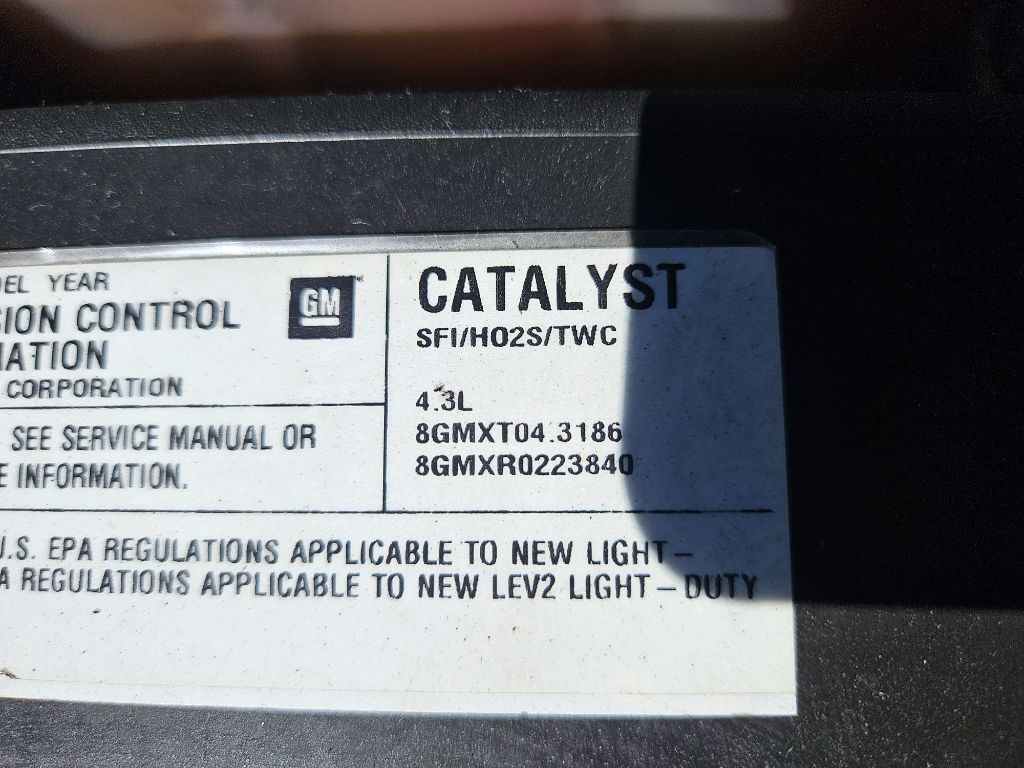 DEL YEAR
SION CONTROL
MATION
CORPORATION
GM
SEE SERVICE MANUAL OR
E INFORMATION.
CATALYST
SFI/HO2S/TWC
4.3L
8GMXT04.3186
8GMXR0223840
U.S. EPA REGULATIONS APPLICABLE TO NEW LIGHT-
A REGULATIONS APPLICABLE TO NEW LEV2 LIGHT-DUTY